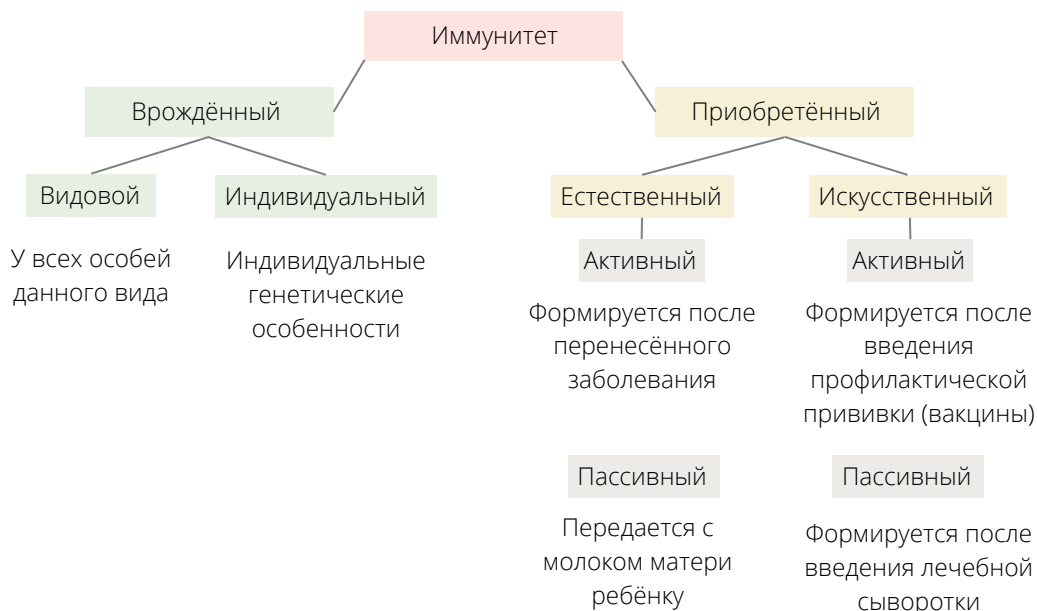 Иммунитет
Врождённый
Приобретённый
Видовой
Индивидуальный
Естественный
Искусственный
У всех особей
данного вида
Индивидуальные
генетические
особенности
Активный
Активный
Формируется после
перенесённого
заболевания
Формируется после
введения
профилактической
прививки (вакцины)
Пассивный
Пассивный
Передается с
молоком матери
ребёнку
Формируется после
введения лечебной
сыворотки